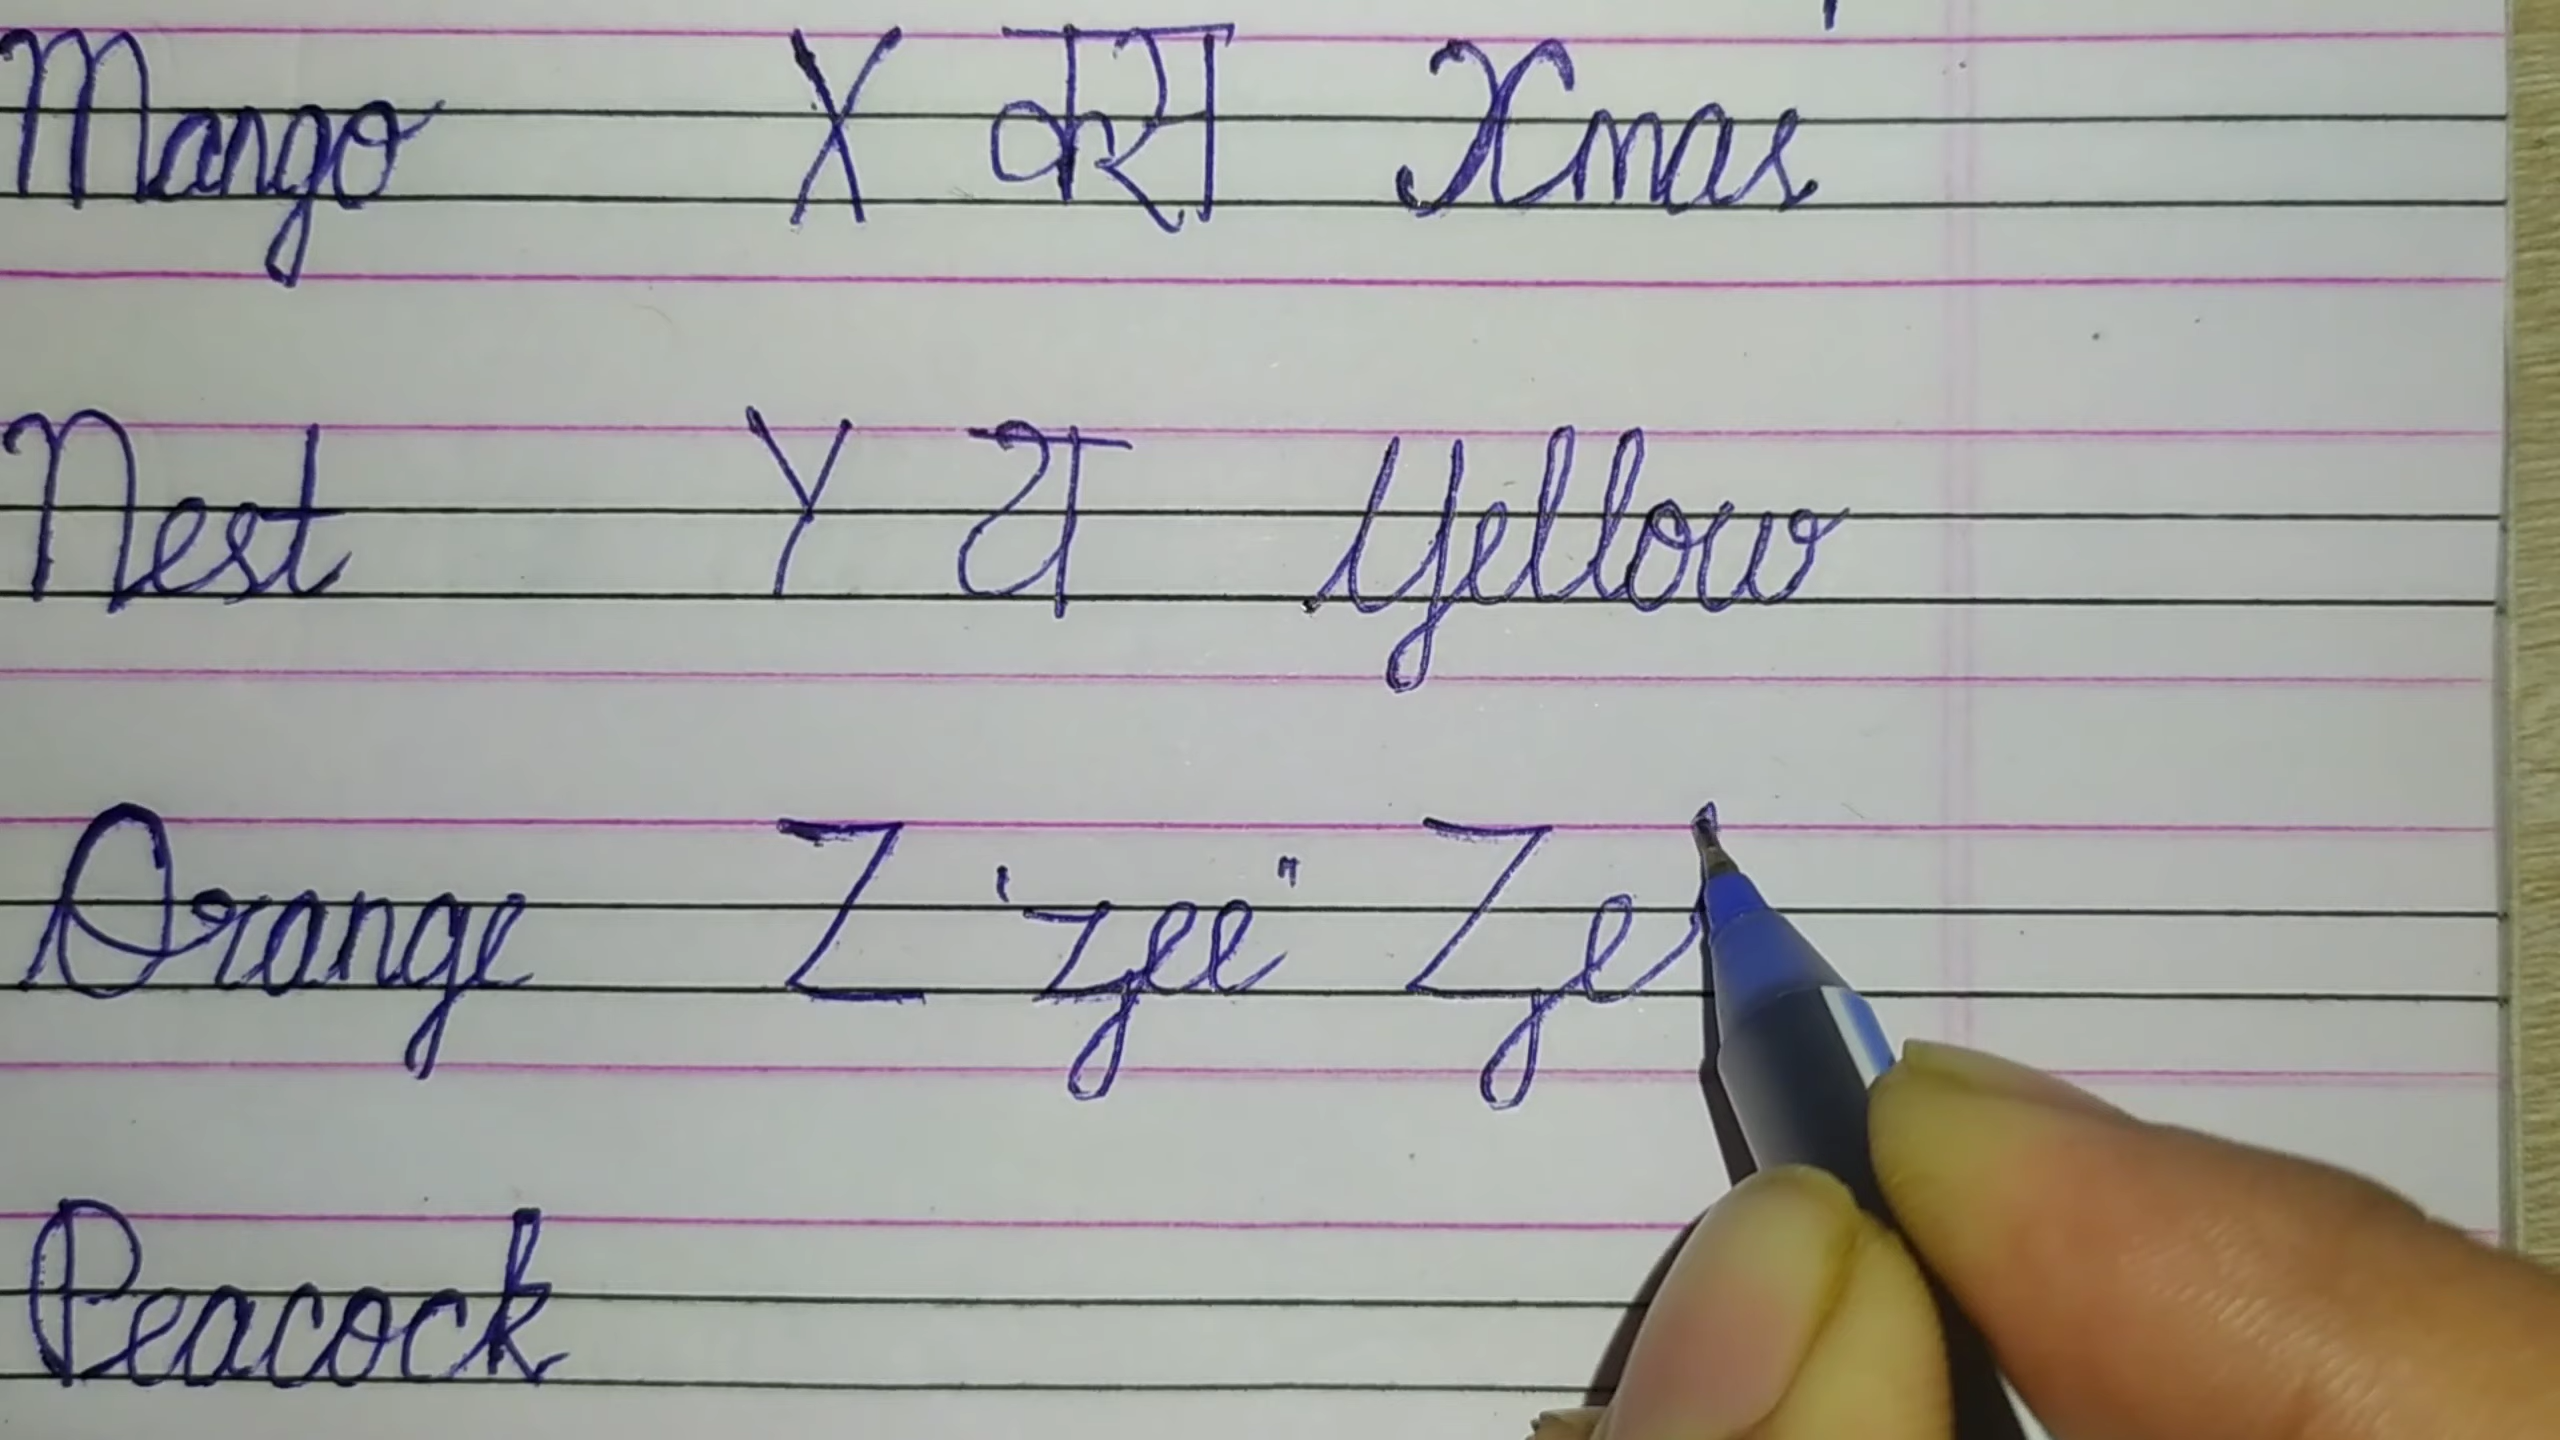 Mango X क्स Xmas
Nest Y य Yellow
Orange Z 'zee" Ze
Peacock